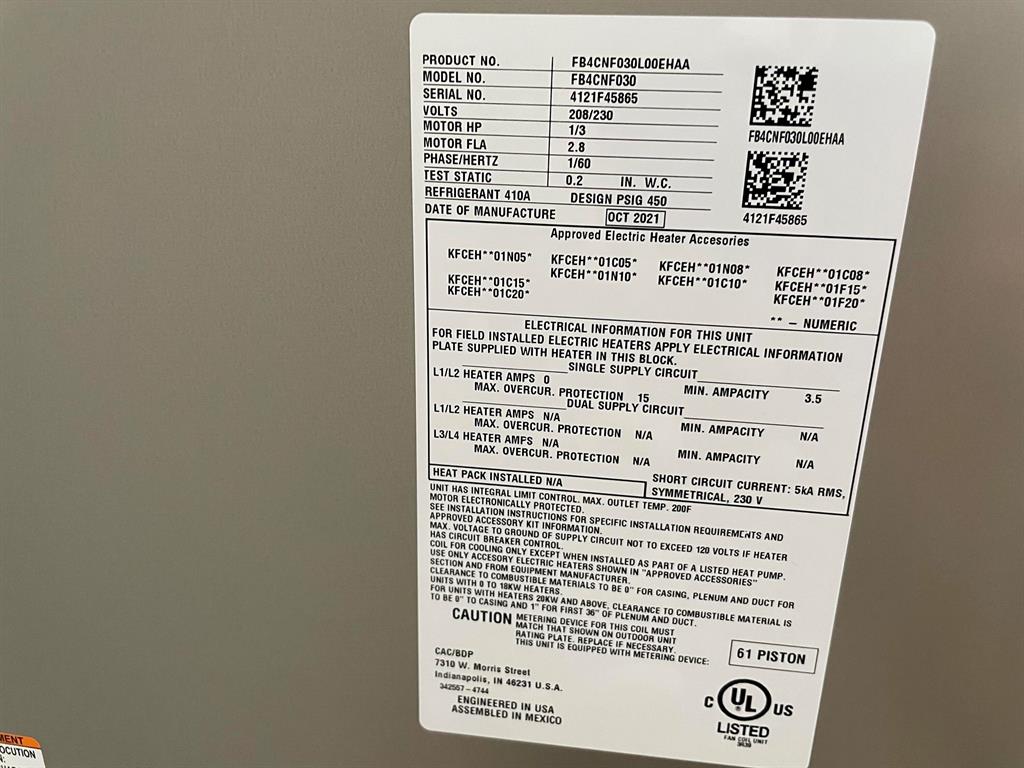 PRODUCT NO. FB4CNF030L00EHAA
MODEL NO. FB4CNF030
SERIAL NO. 4121F45865
VOLTS 208/230
MOTOR HP 1/3
MOTOR FLA 2.8
PHASE/HERTZ 1/60
TEST STATIC 0.2 IN. W.C.
REFRIGERANT 410A DESIGN PSIG 450
DATE OF MANUFACTURE OCT 2021
FB4CNF030L00EHAA
4121F45865
Approved Electric Heater Accesories
KFCEH**01N05* KFCEH**01C05* KFCEH**01N08* KFCEH**01C08*
KFCEH**01C15* KFCEH**01N10* KFCEH**01C10* KFCEH**01F15*
KFCEH**01C20* KFCEH**01F20*
** – NUMERIC
ELECTRICAL INFORMATION FOR THIS UNIT
FOR FIELD INSTALLED ELECTRIC HEATERS APPLY ELECTRICAL INFORMATION
PLATE SUPPLIED WITH HEATER IN THIS BLOCK.
SINGLE SUPPLY CIRCUIT
L1/L2 HEATER AMPS 0 MIN. AMPACITY 3.5
MAX. OVERCUR. PROTECTION 15
DUAL SUPPLY CIRCUIT
L1/L2 HEATER AMPS N/A MIN. AMPACITY N/A
MAX. OVERCUR. PROTECTION N/A
L3/L4 HEATER AMPS N/A MIN. AMPACITY N/A
MAX. OVERCUR. PROTECTION N/A
HEAT PACK INSTALLED N/A
SHORT CIRCUIT CURRENT: 5kA RMS,
SYMMETRICAL, 230 V
UNIT HAS INTEGRAL LIMIT CONTROL. MAX. OUTLET TEMP. 200F
MOTOR ELECTRONICALLY PROTECTED.
SEE INSTALLATION INSTRUCTIONS FOR SPECIFIC INSTALLATION REQUIREMENTS AND
APPROVED ACCESSORY KIT INFORMATION.
MAX. VOLTAGE TO GROUND OF SUPPLY CIRCUIT NOT TO EXCEED 120 VOLTS IF HEATER
HAS CIRCUIT BREAKER CONTROL.
COIL FOR COOLING ONLY EXCEPT WHEN INSTALLED AS PART OF A LISTED HEAT PUMP.
USE ONLY ACCESORY ELECTRIC HEATERS SHOWN IN "APPROVED ACCESSORIES"
SECTION AND FROM EQUIPMENT MANUFACTURER.
CLEARANCE TO COMBUSTIBLE MATERIALS TO BE 0" FOR CASING, PLENUM AND DUCT FOR
UNITS WITH 0 TO 18KW HEATERS.
FOR UNITS WITH HEATERS 20KW AND ABOVE, CLEARANCE TO COMBUSTIBLE MATERIAL IS
TO BE 0" TO CASING AND 1" FOR FIRST 36" OF PLENUM AND DUCT.
CAUTION METERING DEVICE FOR THIS COIL MUST
MATCH THAT SHOWN ON OUTDOOR UNIT
RATING PLATE. REPLACE IF NECESSARY.
THIS UNIT IS EQUIPPED WITH METERING DEVICE: 61 PISTON
CAC/BDP
7310 W. Morris Street
Indianapolis, IN 46231 U.S.A.
342557-4744
ENGINEERED IN USA
ASSEMBLED IN MEXICO
C UL US
LISTED
FAN COIL UNIT